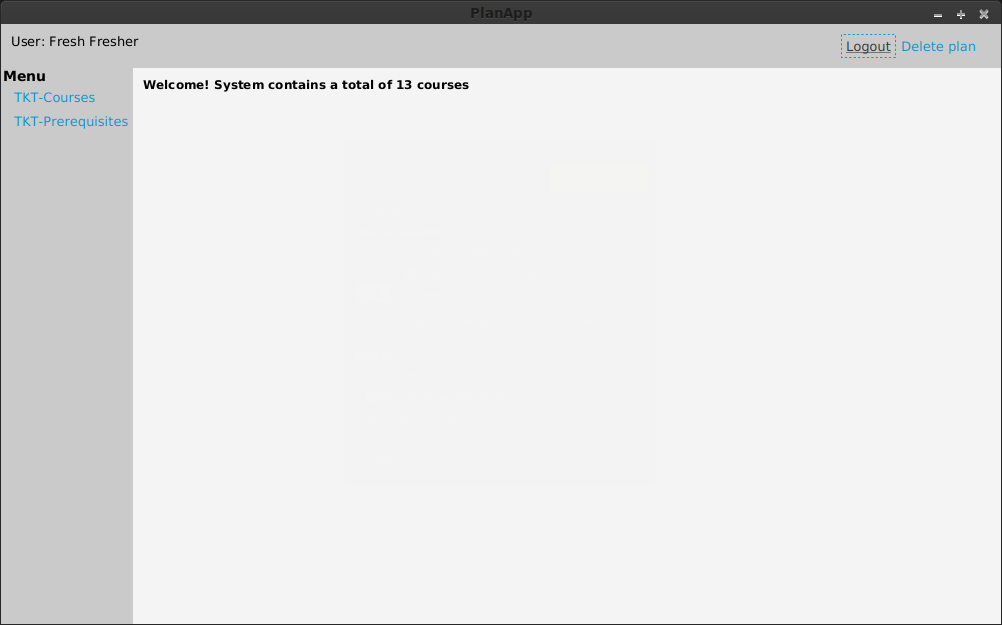 PlanApp
User: Fresh Fresher
Logout Delete plan
Menu
TKT-Courses
TKT-Prerequisites
Welcome! System contains a total of 13 courses